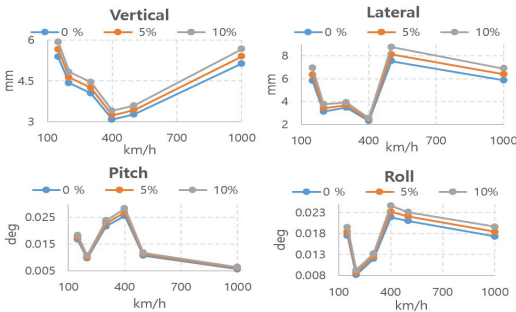 Vertical
0 % 5% 10%
6
4.5
3
mm
100 400 700 1000
km/h
Lateral
0 % 5% 10%
8
6
4
2
mm
100 400 700 1000
km/h
Pitch
0 % 5% 10%
0.025
0.015
0.005
deg
100 400 700 1000
km/h
Roll
0 % 5% 10%
0.023
0.018
0.013
0.008
deg
100 400 700 1000
km/h